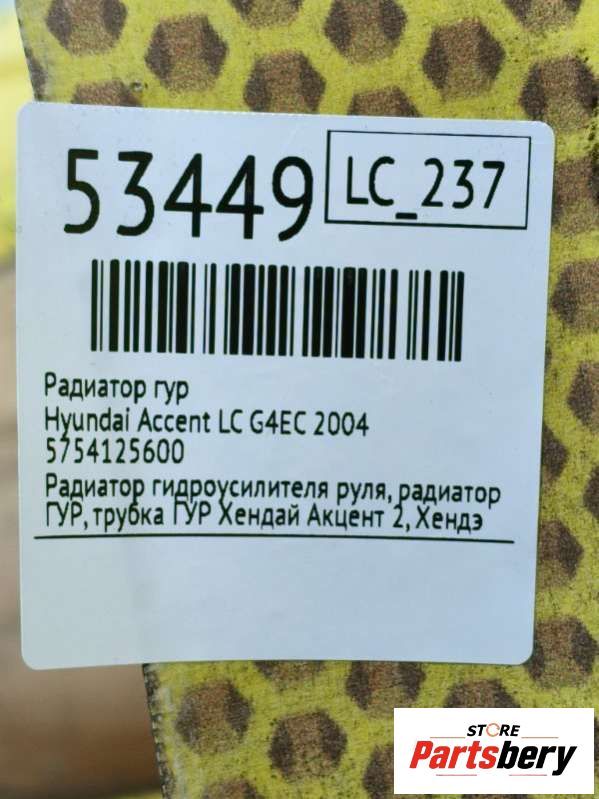 53449
LC_237
Радиатор гур
Hyundai Accent LC G4EC 2004
5754125600
Радиатор гидроусилителя руля, радиатор
ГУР, трубка ГУР Хендай Акцент 2, Хендэ
STORE
Partsbery